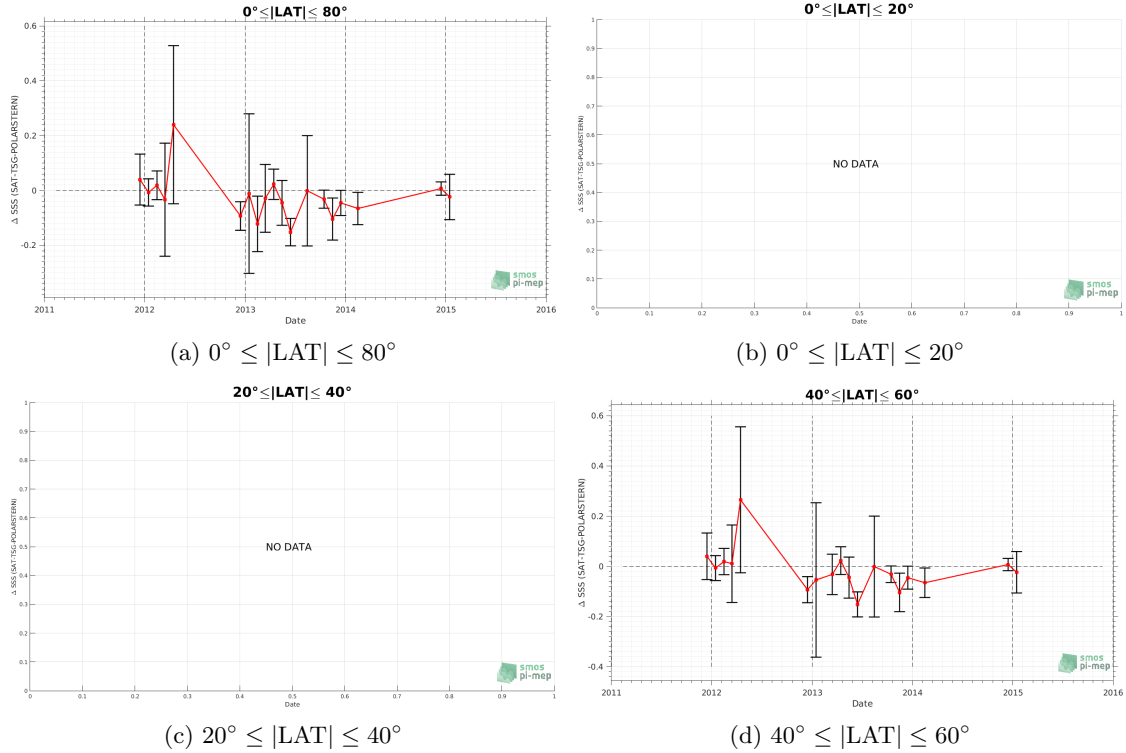 0°≤|LAT|≤ 80°
0.6
0.4
0.2
0
-0.2
Δ SSS (SAT-TSG-POLARSTERN)
2011 2012 2013 2014 2015 2016
Date
smos
pi-mep
(a) 0° ≤ |LAT| ≤ 80°
0°≤|LAT|≤ 20°
1
0.9
0.8
0.7
0.6
0.5
0.4
0.3
0.2
0.1
0
Δ SSS (SAT-TSG-POLARSTERN)
NO DATA
0 0.1 0.2 0.3 0.4 0.5 0.6 0.7 0.8 0.9 1
Date
smos
pi-mep
(b) 0° ≤ |LAT| ≤ 20°
20°≤|LAT|≤ 40°
1
0.9
0.8
0.7
0.6
0.5
0.4
0.3
0.2
0.1
0
Δ SSS (SAT-TSG-POLARSTERN)
NO DATA
0 0.1 0.2 0.3 0.4 0.5 0.6 0.7 0.8 0.9 1
Date
smos
pi-mep
(c) 20° ≤ |LAT| ≤ 40°
40°≤|LAT|≤ 60°
0.6
0.4
0.2
0
-0.2
-0.4
Δ SSS (SAT-TSG-POLARSTERN)
2011 2012 2013 2014 2015 2016
Date
smos
pi-mep
(d) 40° ≤ |LAT| ≤ 60°